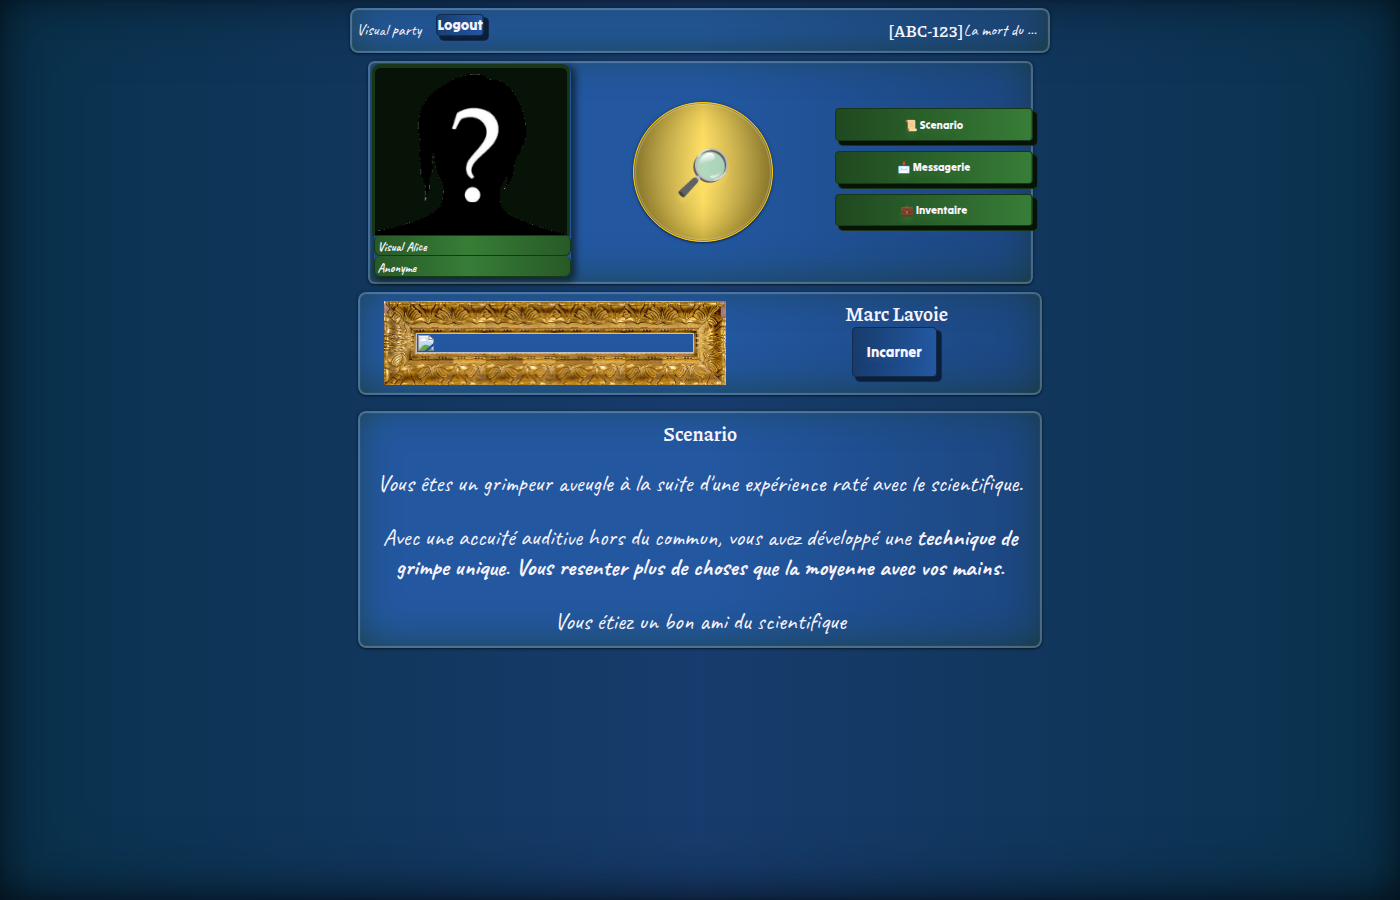 Visual party
Logout
[ABC-123] La mort du ...
?
Visual Alice
Anonyme
Scenario
Messagerie
Inventaire
Marc Lavoie
Incarner
Scenario
Vous êtes un grimpeur aveugle à la suite d'une expérience raté avec le scientifique.
Avec une accuité auditive hors du commun, vous avez développé une technique de
grimpe unique. Vous resenter plus de choses que la moyenne avec vos mains.
Vous étiez un bon ami du scientifique